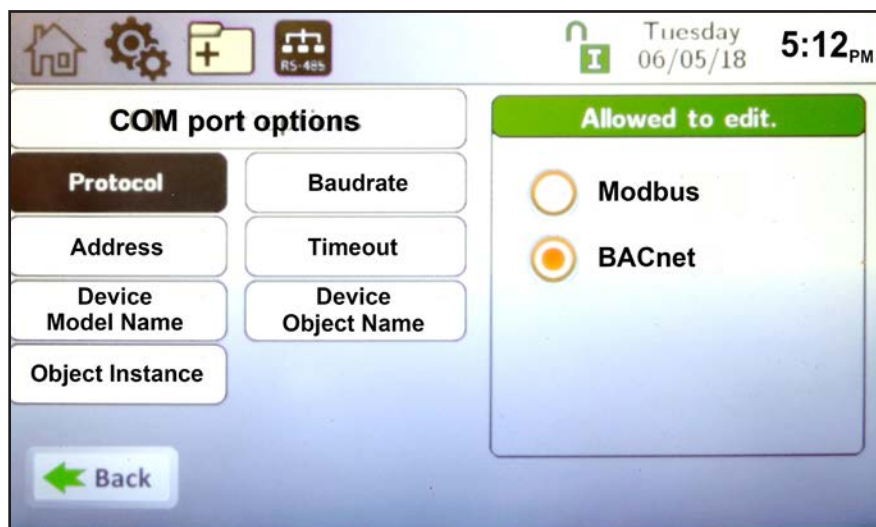 RS-485
I
Tuesday
06/05/18
5:12PM
COM port options
Allowed to edit.
Protocol
Baudrate
Modbus
Address
Timeout
BACnet
Device
Model Name
Device
Object Name
Object Instance
Back